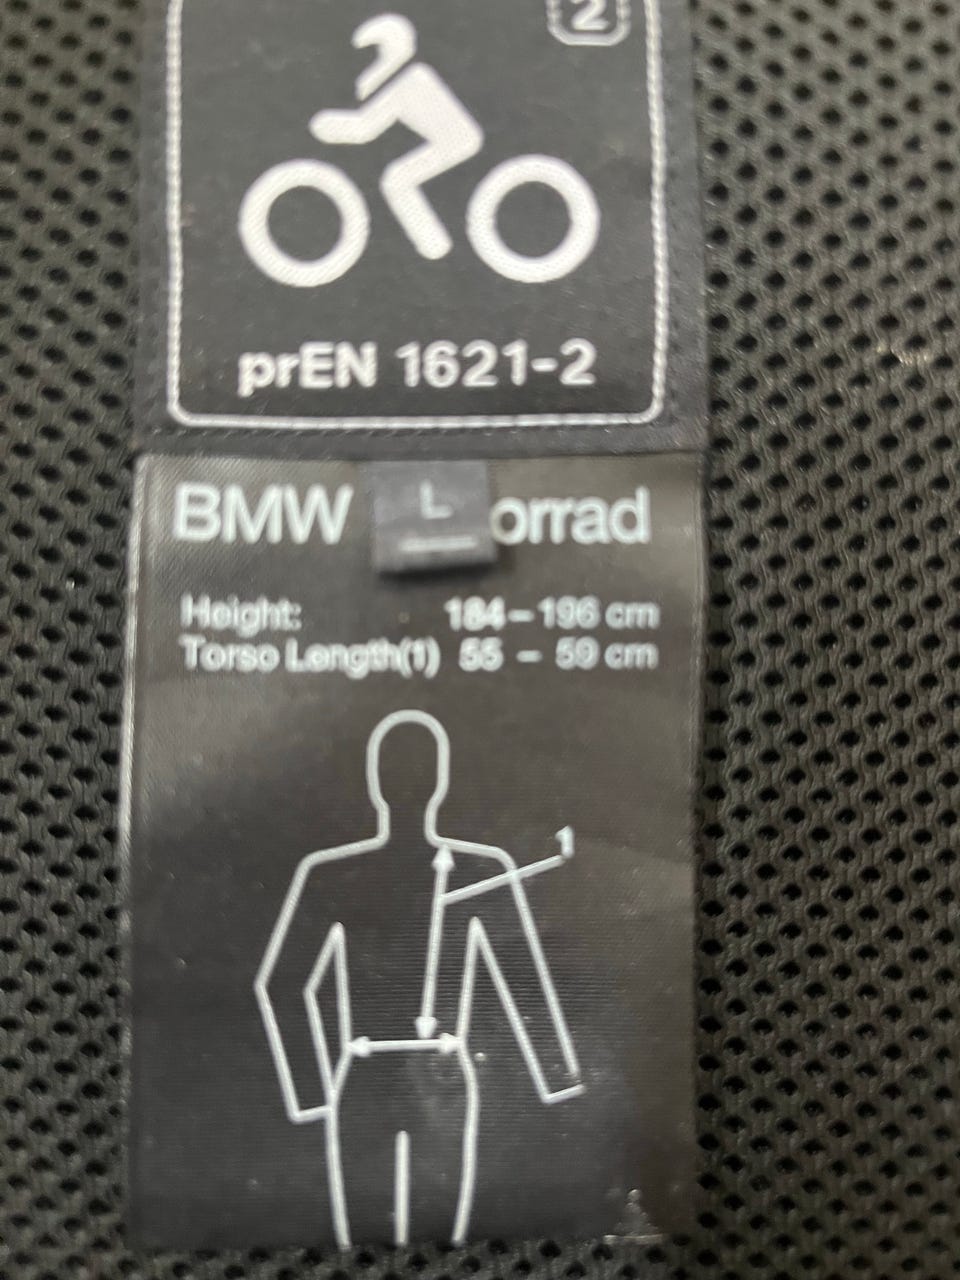 2
prEN 1621-2
BMW L orrad
Height: 184 – 196 cm
Torso Length(1) 55 – 59 cm
1